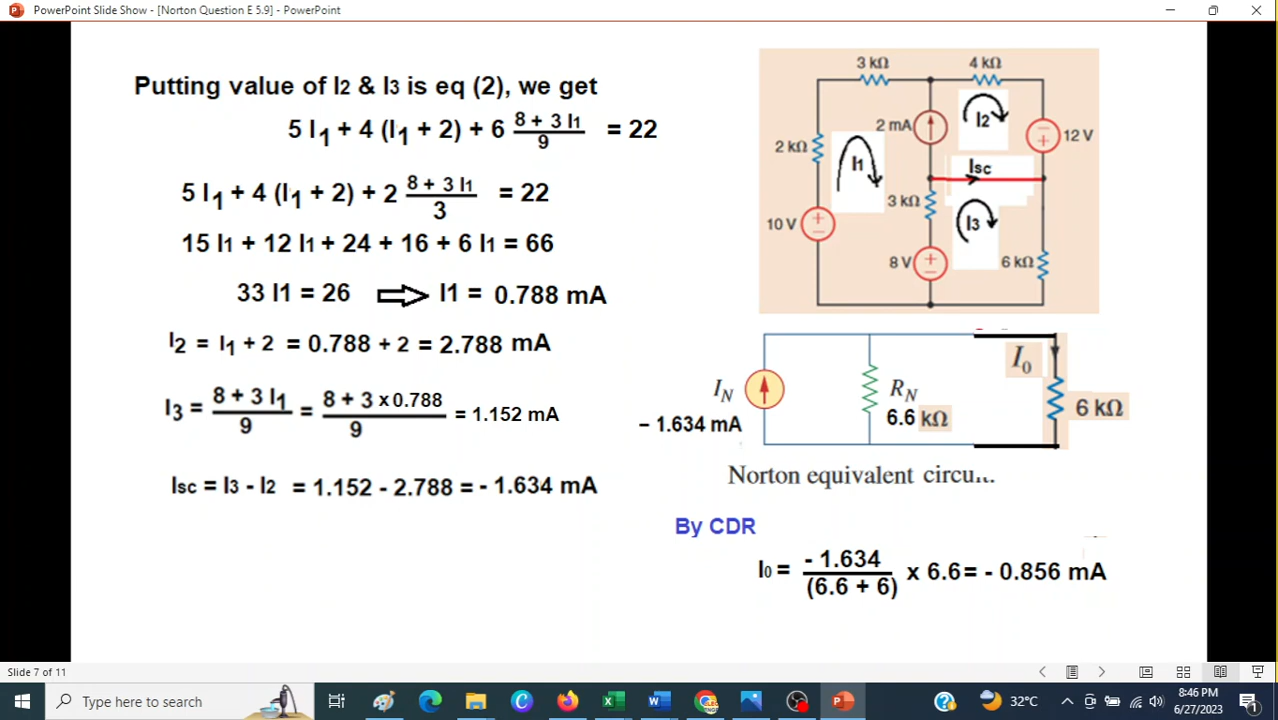 PowerPoint Slide Show - [Norton Question E 5.9] - PowerPoint
Putting value of I2 & I3 is eq (2), we get
5 I1 + 4 (I1 + 2) + 6 (8 + 3 I1)/9 = 22
5 I1 + 4 (I1 + 2) + 2 (8 + 3 I1)/3 = 22
15 I1 + 12 I1 + 24 + 16 + 6 I1 = 66
33 I1 = 26 ⇒ I1 = 0.788 mA
I2 = I1 + 2 = 0.788 + 2 = 2.788 mA
I3 = (8 + 3 I1)/9 = (8 + 3 x 0.788)/9 = 1.152 mA
Isc = I3 - I2 = 1.152 - 2.788 = - 1.634 mA
3 kΩ
4 kΩ
2 mA
I2
12 V
2 kΩ
I1
Isc
3 kΩ
I3
10 V
8 V
6 kΩ
I0
IN
RN
6 kΩ
– 1.634 mA
6.6 kΩ
Norton equivalent circu...
By CDR
I0 = - 1.634/(6.6 + 6) x 6.6 = - 0.856 mA
Slide 7 of 11
Type here to search
32°C
8:46 PM
6/27/2023
1